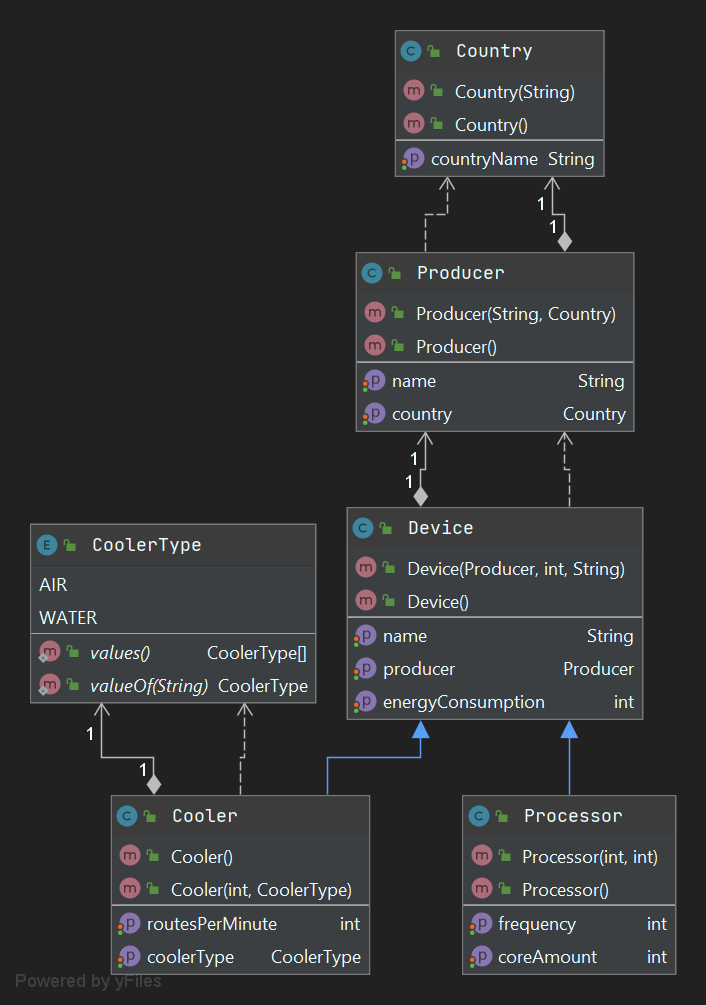 C Country
m Country(String)
m Country()
p countryName String
1
1
C Producer
m Producer(String, Country)
m Producer()
p name String
p country Country
1
1
E CoolerType
AIR
WATER
m values() CoolerType[]
m valueOf(String) CoolerType
C Device
m Device(Producer, int, String)
m Device()
p name String
p producer Producer
p energyConsumption int
1
1
C Cooler
m Cooler()
m Cooler(int, CoolerType)
p routesPerMinute int
p coolerType CoolerType
C Processor
m Processor(int, int)
m Processor()
p frequency int
p coreAmount int
Powered by yFiles